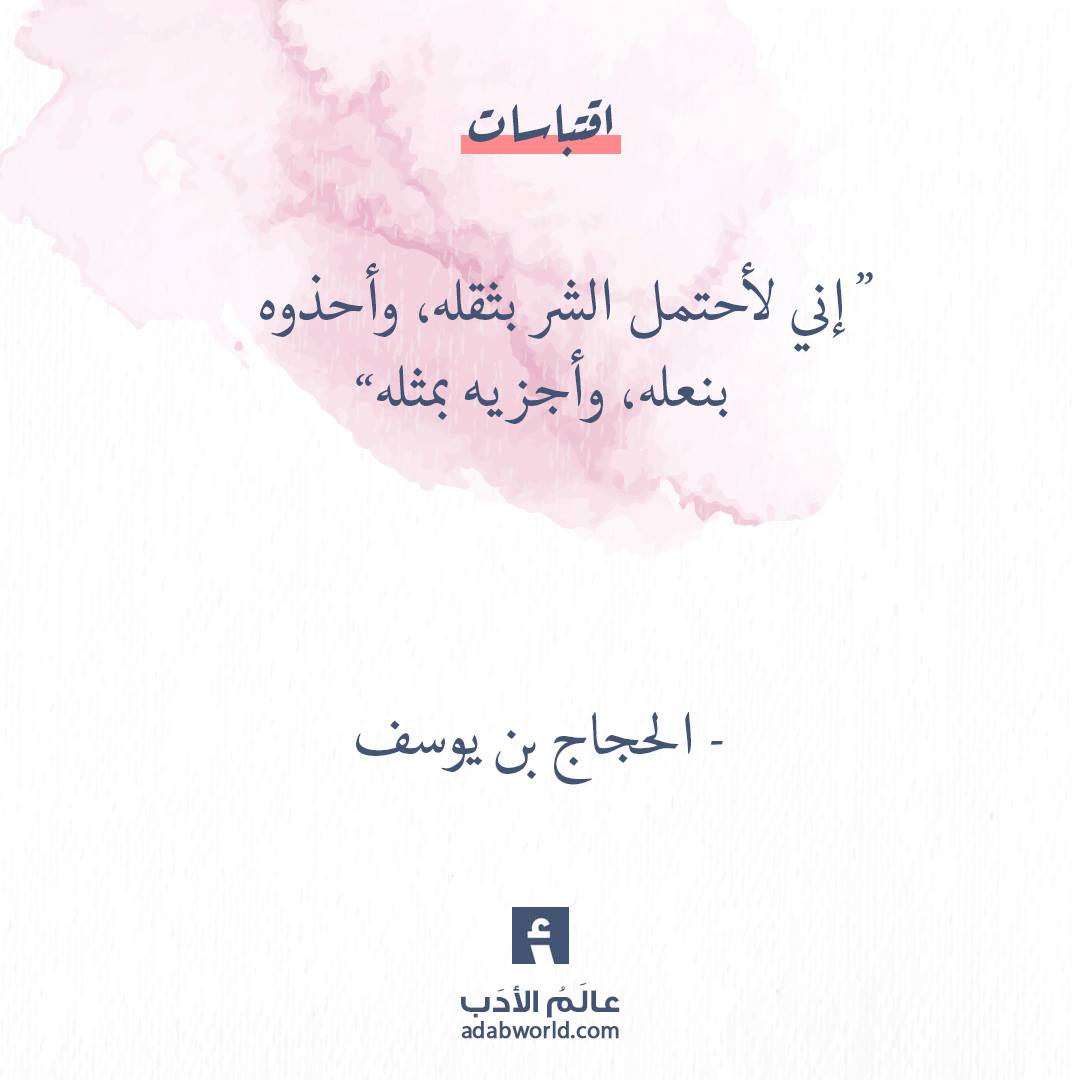 اقتباسات
”إني لأحتمل الشر بثقله، وأحذوه
بنعله، وأجزيه بمثله“
- الحجاج بن يوسف
أ
عالَمُ الأدَب
adabworld.com